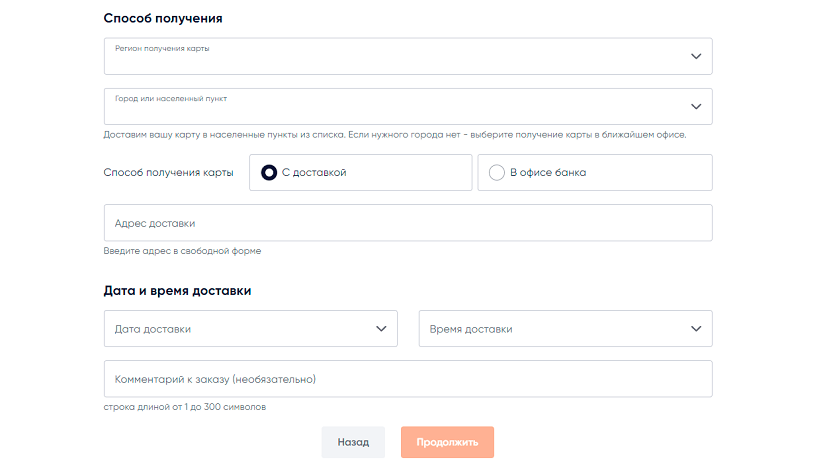 Способ получения
Регион получения карты
Город или населенный пункт
Доставим вашу карту в населенные пункты из списка. Если нужного города нет - выберите получение карты в ближайшем офисе.
Способ получения карты С доставкой В офисе банка
Адрес доставки
Введите адрес в свободной форме
Дата и время доставки
Дата доставки Время доставки
Комментарий к заказу (необязательно)
строка длиной от 1 до 300 символов
Назад Продолжить